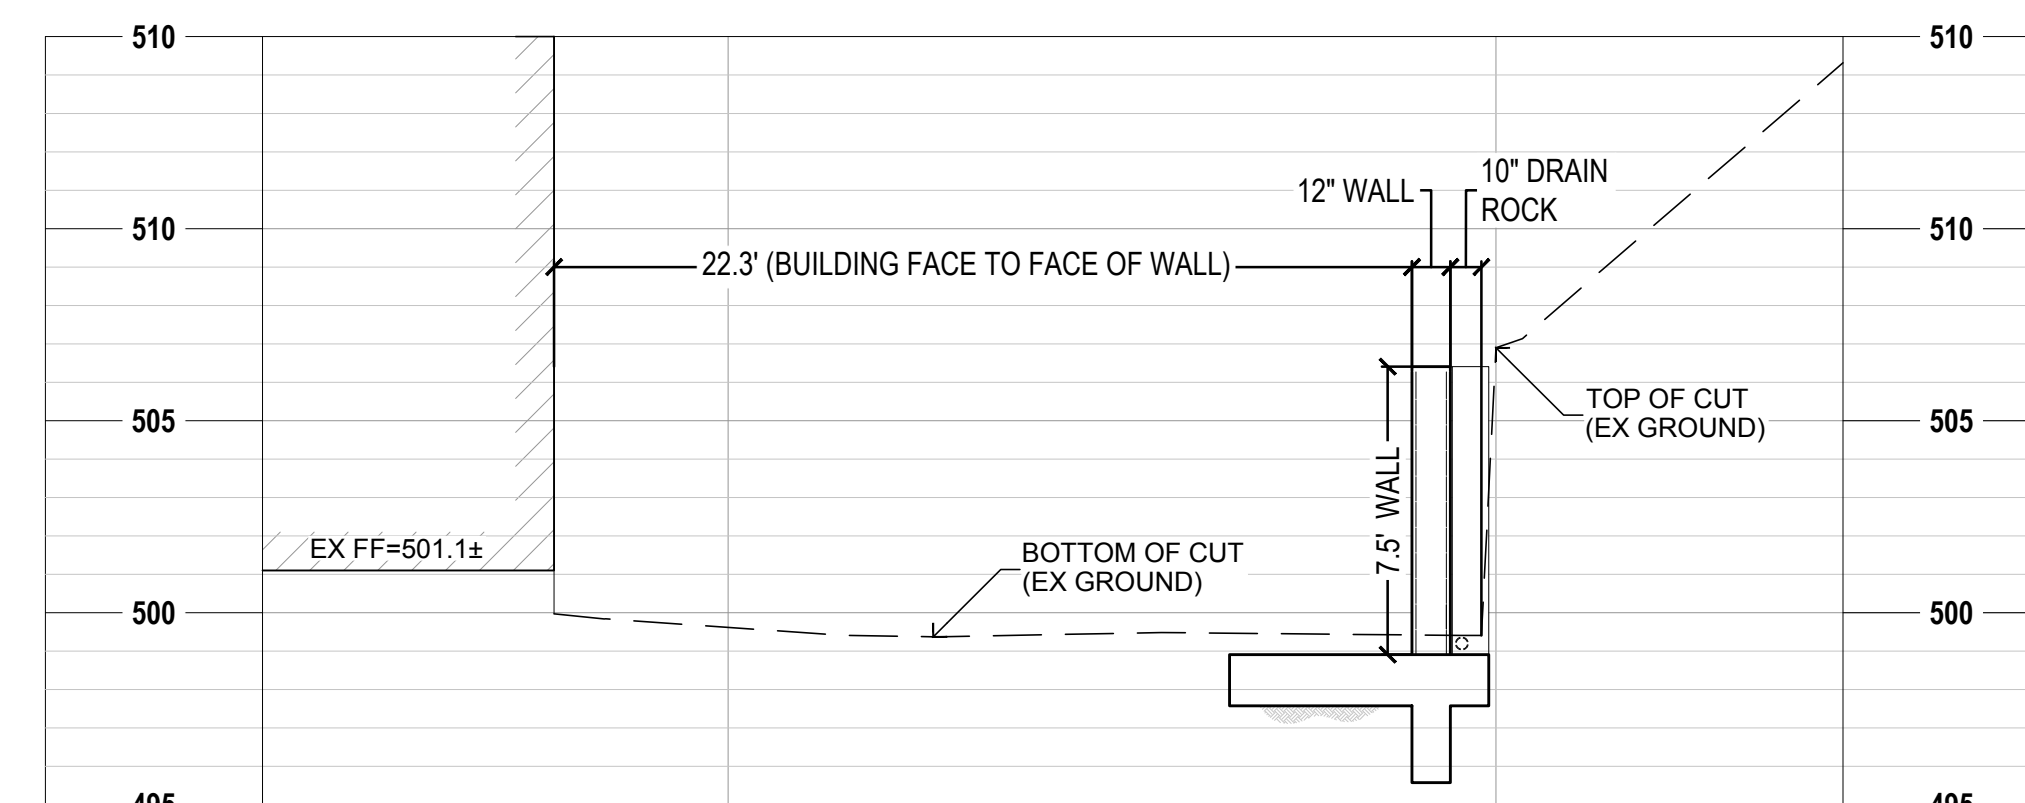 510
510
10" DRAIN
ROCK
12" WALL
510
510
22.3' (BUILDING FACE TO FACE OF WALL)
TOP OF CUT
(EX GROUND)
505
505
7.5' WALL
EX FF=501.1±
BOTTOM OF CUT
(EX GROUND)
500
500
495
495